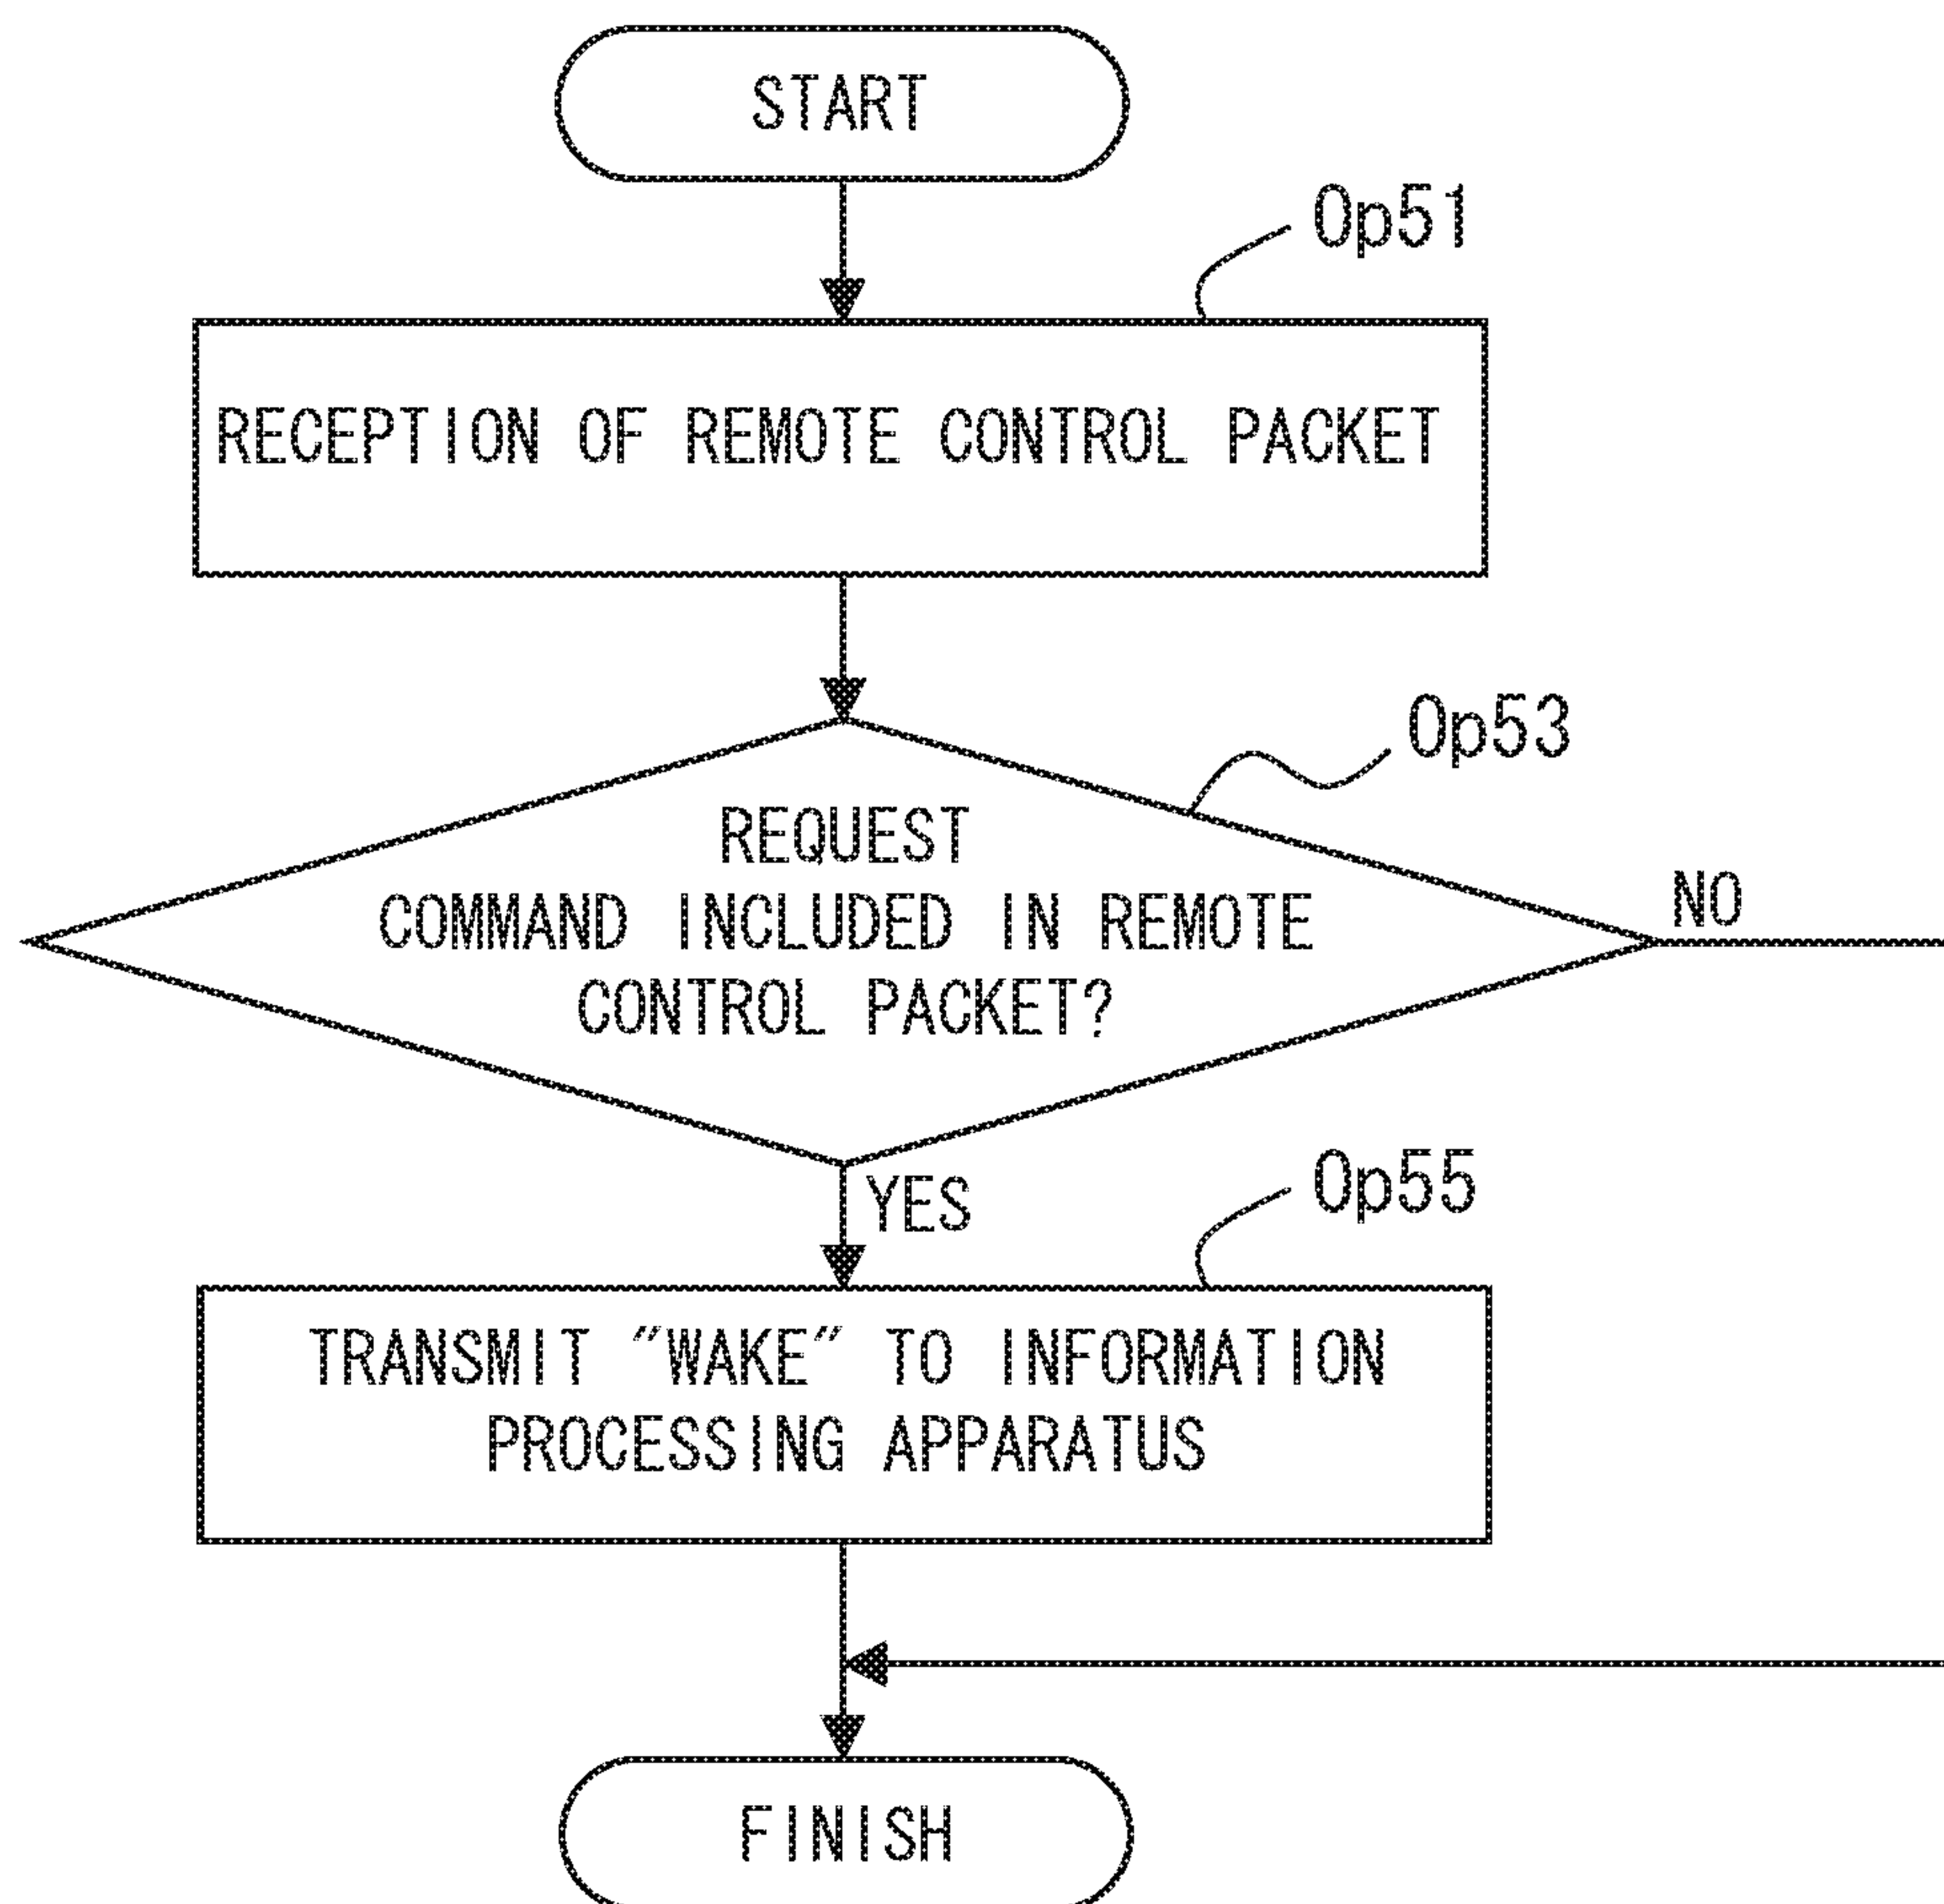 START
Op51
RECEPTION OF REMOTE CONTROL PACKET
Op53
REQUEST
COMMAND INCLUDED IN REMOTE
CONTROL PACKET?
NO
YES
Op55
TRANSMIT "WAKE" TO INFORMATION
PROCESSING APPARATUS
FINISH